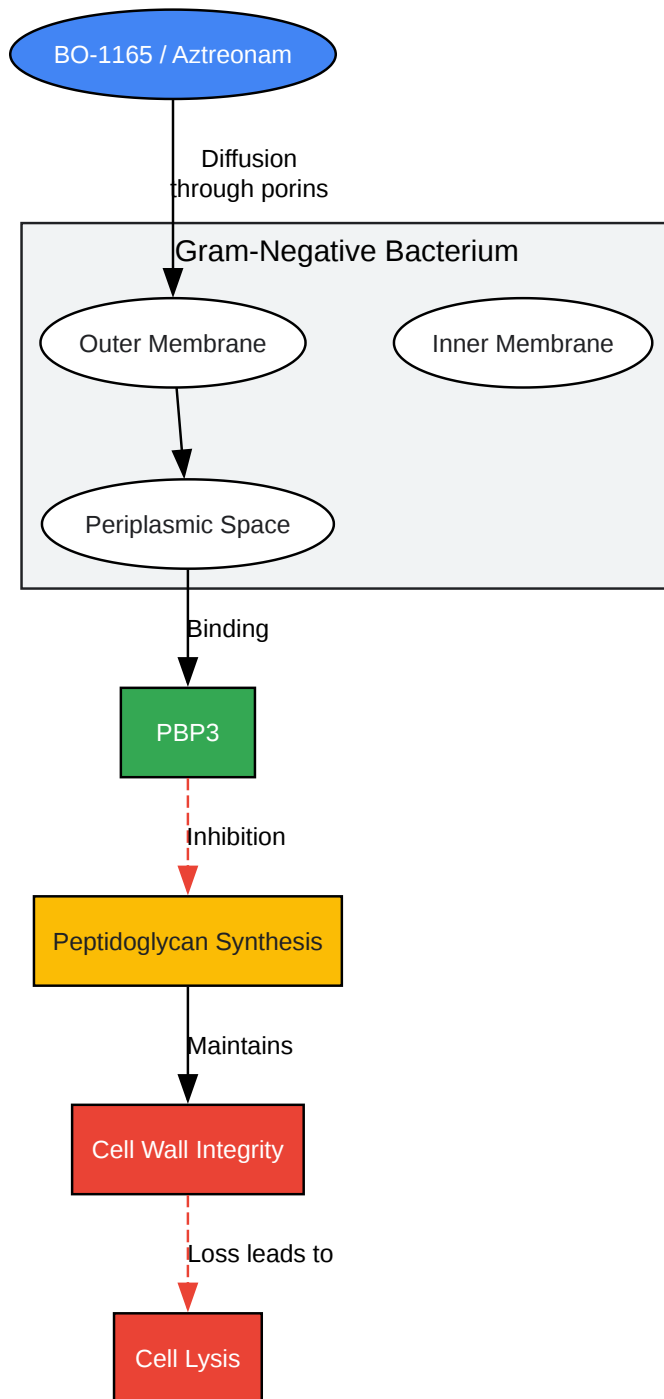 BO-1165 / Aztreonam
Diffusion
through porins
Gram-Negative Bacterium
Outer Membrane
Inner Membrane
Periplasmic Space
Binding
PBP3
Inhibition
Peptidoglycan Synthesis
Maintains
Cell Wall Integrity
Loss leads to
Cell Lysis